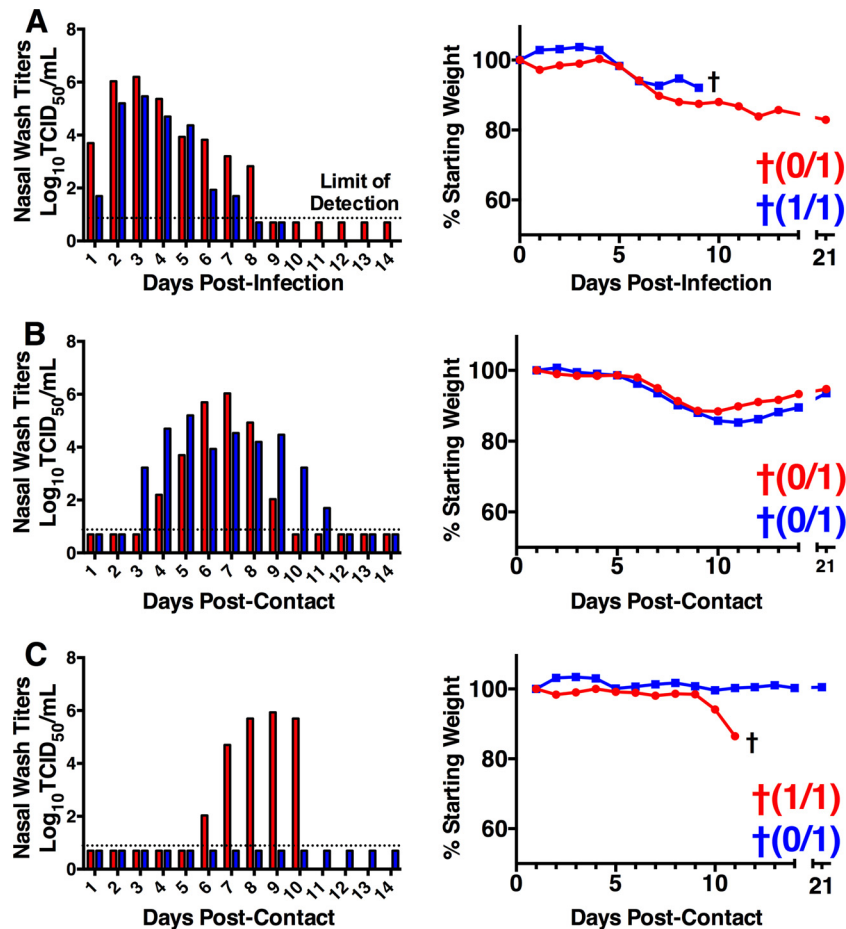 A
Nasal Wash Titers
Log10 TCID50/mL
8
6
4
2
0
Limit of
Detection
1 2 3 4 5 6 7 8 9 10 11 12 13 14
Days Post-Infection
% Starting Weight
100
80
60
†
†(0/1)
†(1/1)
0 5 10 21
Days Post-Infection
B
Nasal Wash Titers
Log10 TCID50/mL
8
6
4
2
0
1 2 3 4 5 6 7 8 9 10 11 12 13 14
Days Post-Contact
% Starting Weight
100
80
60
†(0/1)
†(0/1)
0 5 10 21
Days Post-Contact
C
Nasal Wash Titers
Log10 TCID50/mL
8
6
4
2
0
1 2 3 4 5 6 7 8 9 10 11 12 13 14
Days Post-Contact
% Starting Weight
100
80
60
†
†(1/1)
†(0/1)
0 5 10 21
Days Post-Contact